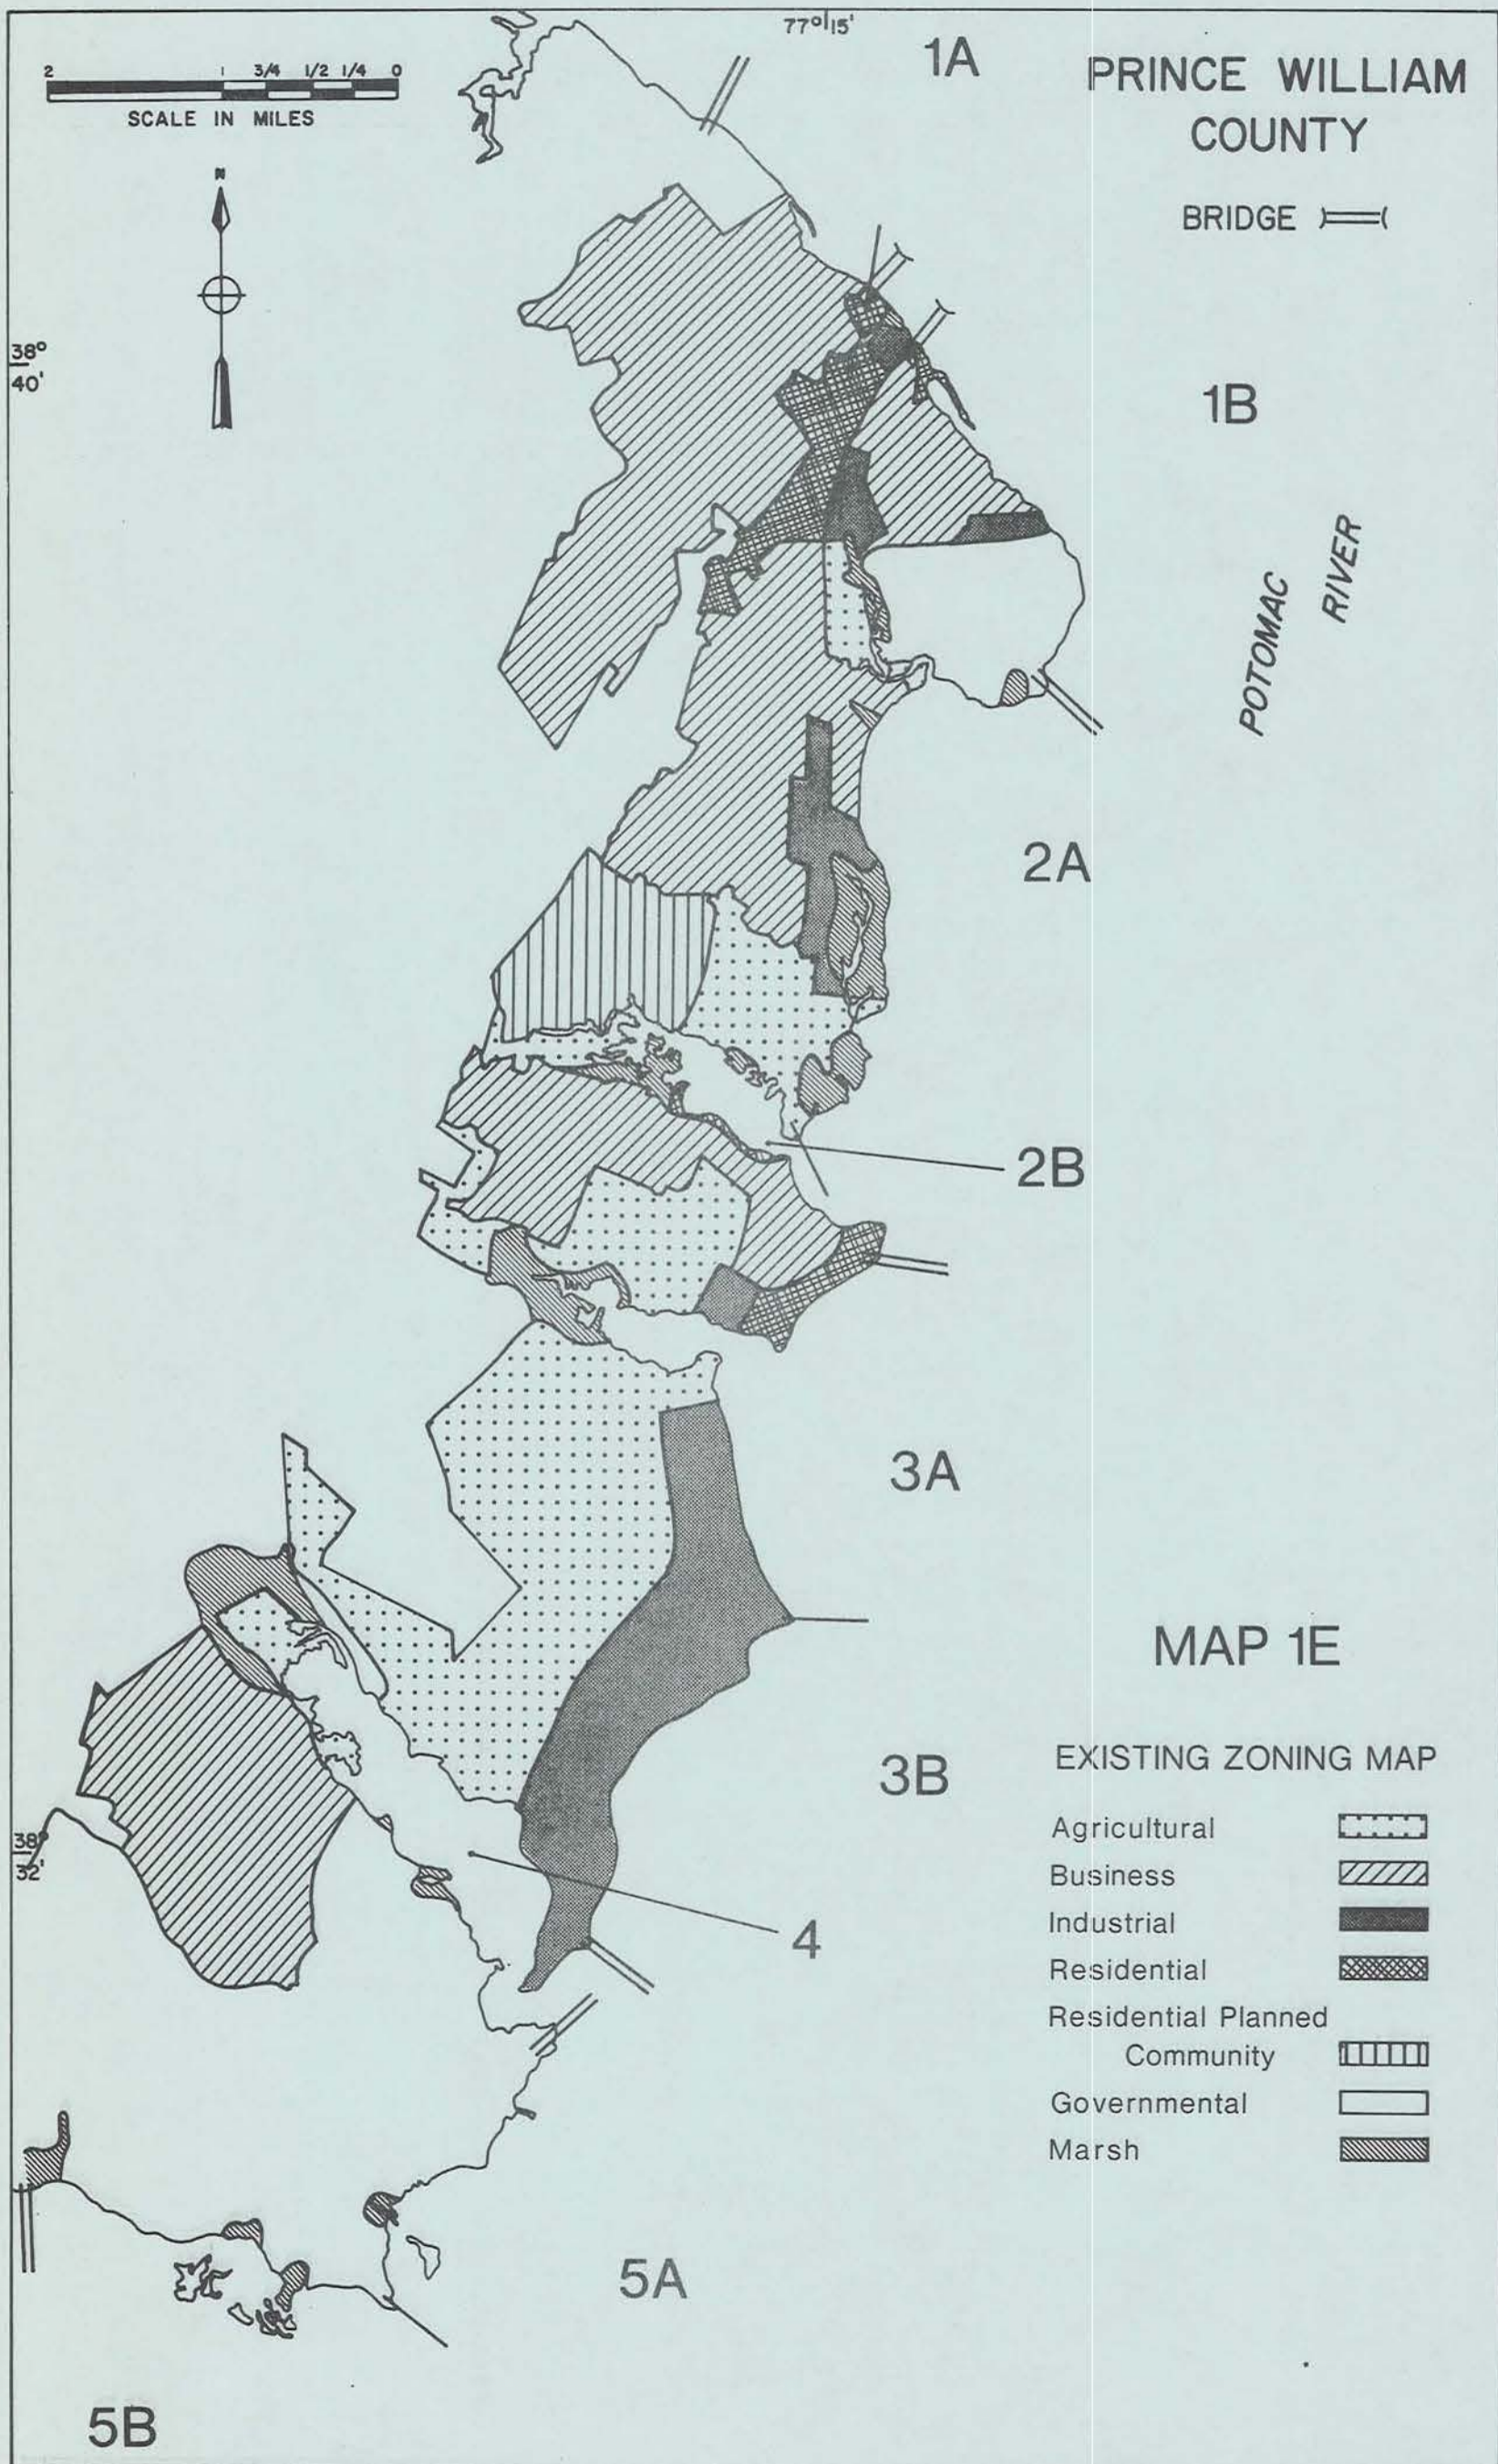 77° 15'
1A
PRINCE WILLIAM
COUNTY
2 1 3/4 1/2 1/4 0
SCALE IN MILES
N
BRIDGE
38°
40'
1B
POTOMAC
RIVER
2A
2B
3A
MAP 1E
3B
EXISTING ZONING MAP
Agricultural
Business
Industrial
Residential
Residential Planned
Community
Governmental
Marsh
38°
32'
4
5A
5B